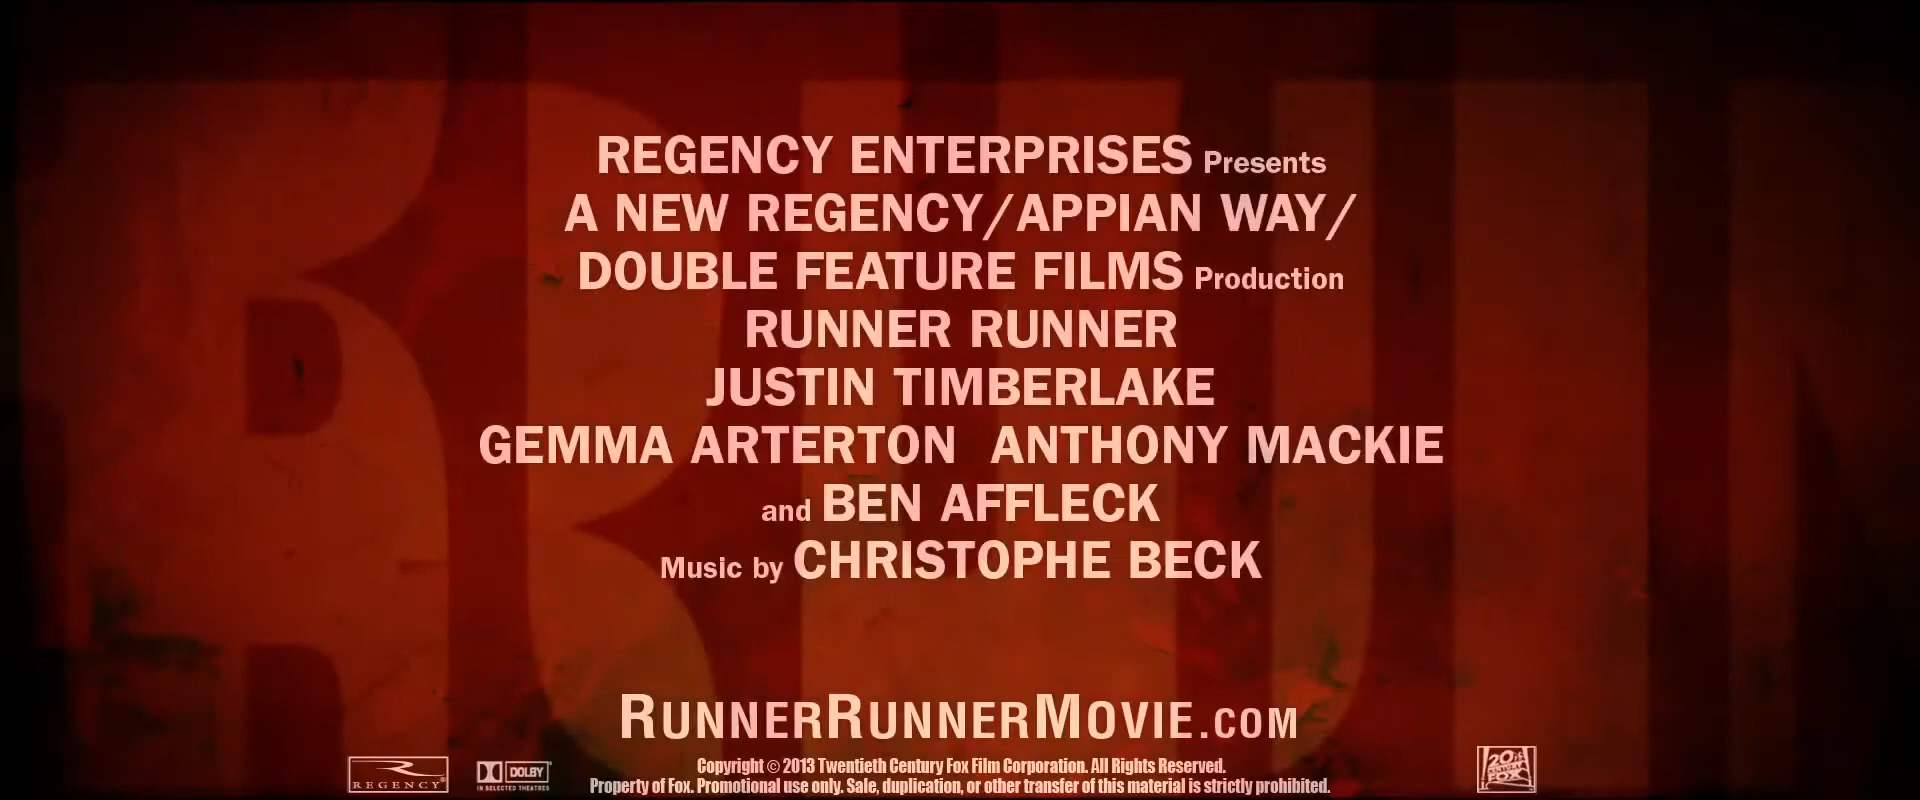 REGENCY ENTERPRISES Presents
A NEW REGENCY/APPIAN WAY/
DOUBLE FEATURE FILMS Production
RUNNER RUNNER
JUSTIN TIMBERLAKE
GEMMA ARTERTON ANTHONY MACKIE
and BEN AFFLECK
Music by CHRISTOPHE BECK
RUNNERRUNNERMOVIE.COM
REGENCY®
DOLBY
IN SELECTED THEATRES
Copyright © 2013 Twentieth Century Fox Film Corporation. All Rights Reserved.
Property of Fox. Promotional use only. Sale, duplication, or other transfer of this material is strictly prohibited.
20th
CENTURY
FOX